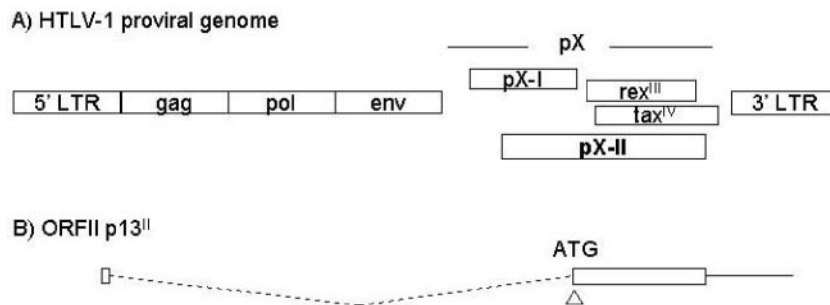 A) HTLV-1 proviral genome
pX
pX-I
5' LTR gag pol env rexᴵᴵᴵ 3' LTR
taxᴵⱽ
pX-II
B) ORFII p13ᴵᴵ
ATG